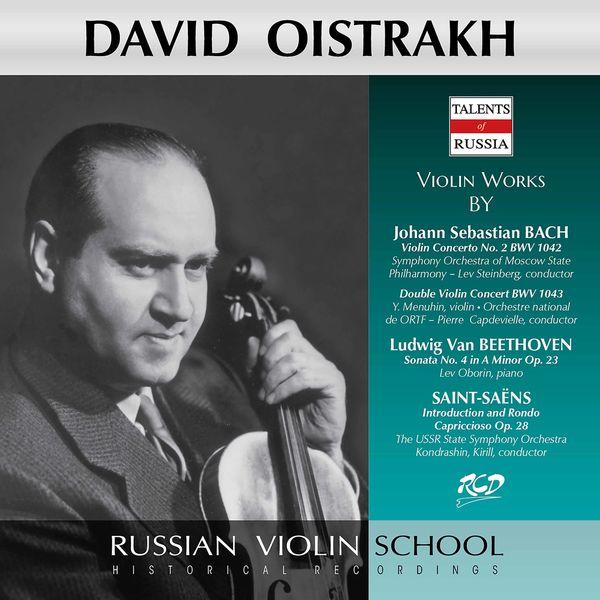 DAVID OISTRAKH
TALENTS
of
RUSSIA
VIOLIN WORKS
BY
Johann Sebastian BACH
Violin Concerto No. 2 BWV 1042
Symphony Orchestra of Moscow State
Philharmony – Lev Steinberg, conductor
Double Violin Concert BWV 1043
Y. Menuhin, violin • Orchestre national
de ORTF – Pierre Capdevielle, conductor
Ludwig Van BEETHOVEN
Sonata No. 4 in A Minor Op. 23
Lev Oborin, piano
SAINT-SAËNS
Introduction and Rondo
Capriccioso Op. 28
The USSR State Symphony Orchestra
Kondrashin, Kirill, conductor
RCD
RUSSIAN VIOLIN SCHOOL
HISTORICAL RECORDINGS